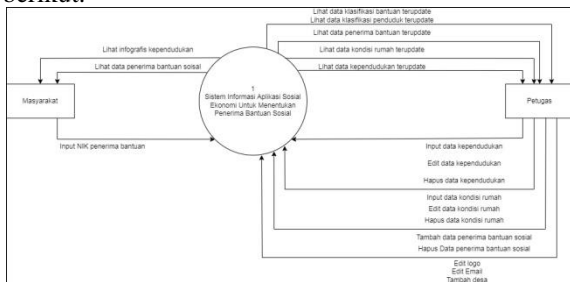 berikut.
Lihat data klasifikasi bantuan terupdate
Lihat data klasifikasi penduduk terupdate
Lihat data penerima bantuan terupdate
Lihat data kondisi rumah terupdate
Lihat data kependudukan terupdate
Lihat infografis kependudukan
Lihat data penerima bantuan soisal
Masyarakat
1
Sistem Informasi Aplikasi Sosial
Ekonomi Untuk Menentukan
Penerima Bantuan Sosial
Petugas
Input NIK penerima bantuan
Input data kependudukan
Edit data kependudukan
Hapus data kependudukan
Input data kondisi rumah
Edit data kondisi rumah
Hapus data kondisi rumah
Tambah data penerima bantuan sosial
Hapus Data penerima bantuan sosial
Edit logo
Edit Email
Tambah desa